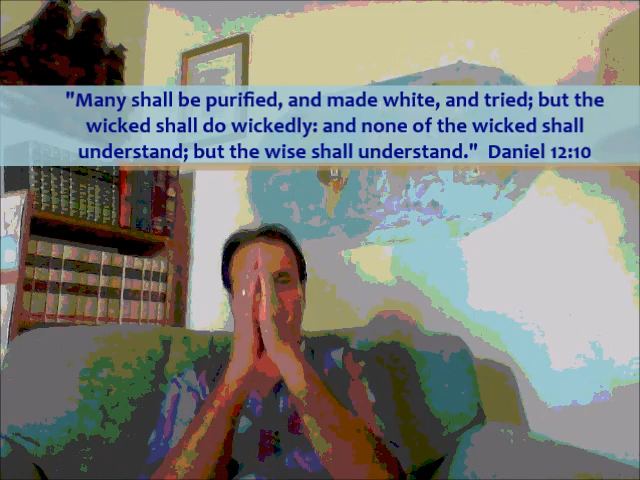 "Many shall be purified, and made white, and tried; but the
wicked shall do wickedly: and none of the wicked shall
understand; but the wise shall understand."  Daniel 12:10